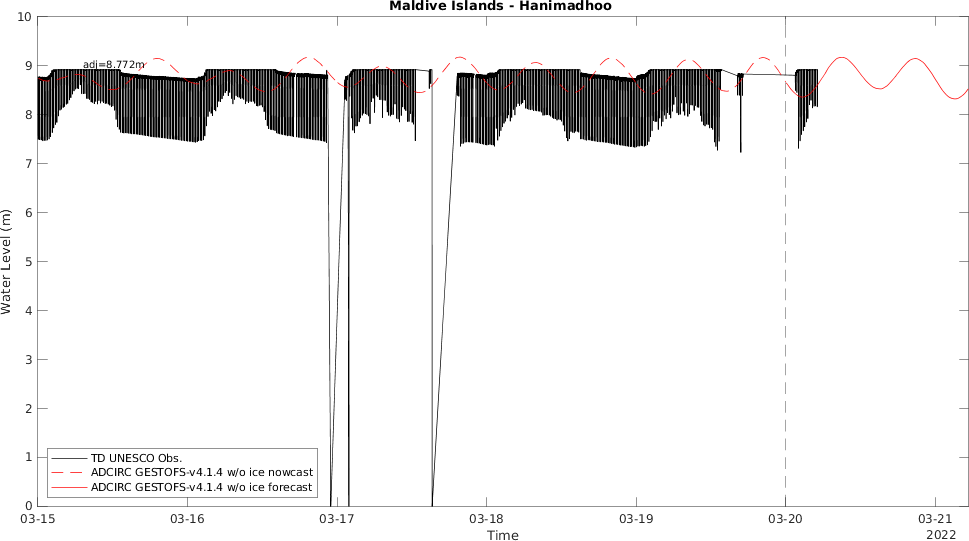 Maldive Islands - Hanimadhoo
10
9
8
7
6
5
4
3
2
1
0
Water Level (m)
adj=8.772m
TD UNESCO Obs.
ADCIRC GESTOFS-v4.1.4 w/o ice nowcast
ADCIRC GESTOFS-v4.1.4 w/o ice forecast
03-15
03-16
03-17
03-18
03-19
03-20
03-21
Time
2022